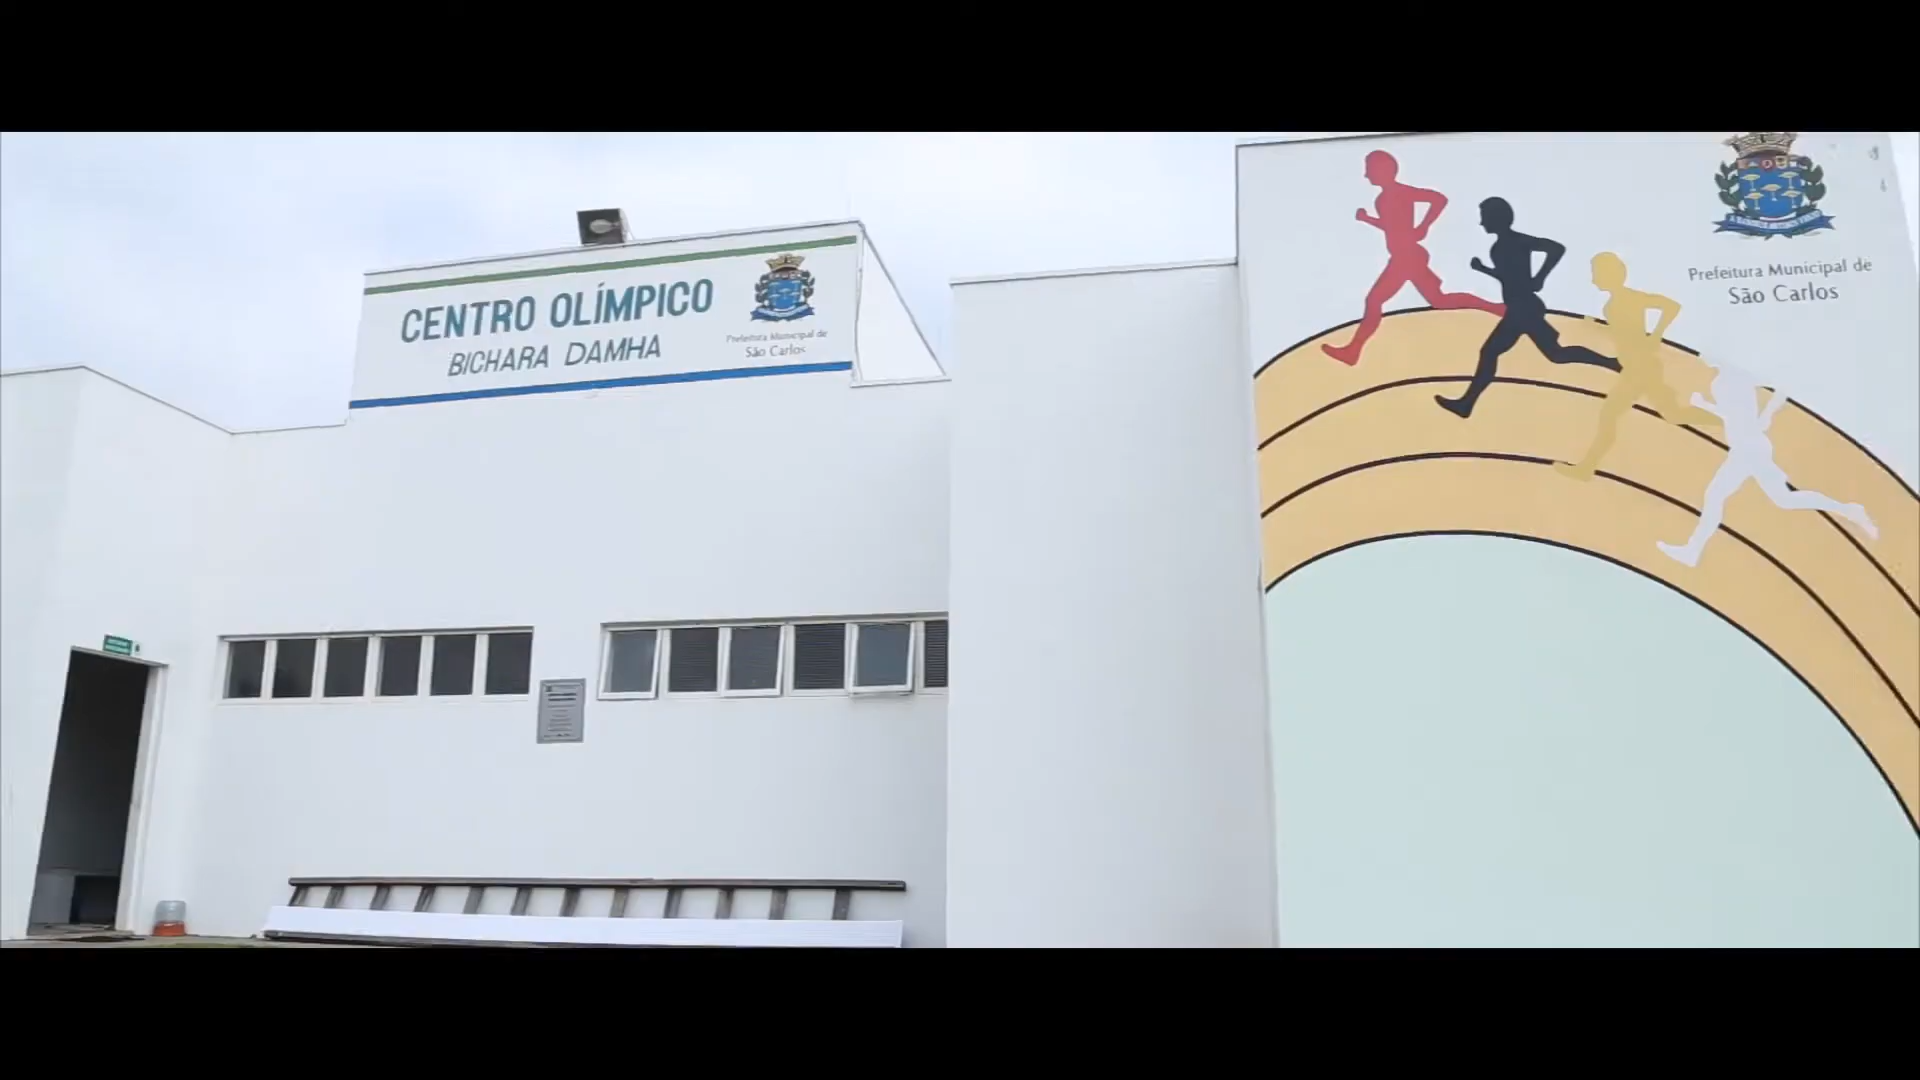 CENTRO OLÍMPICO
BICHARA DAMHA
Prefeitura Municipal de
São Carlos
Prefeitura Municipal de
São Carlos